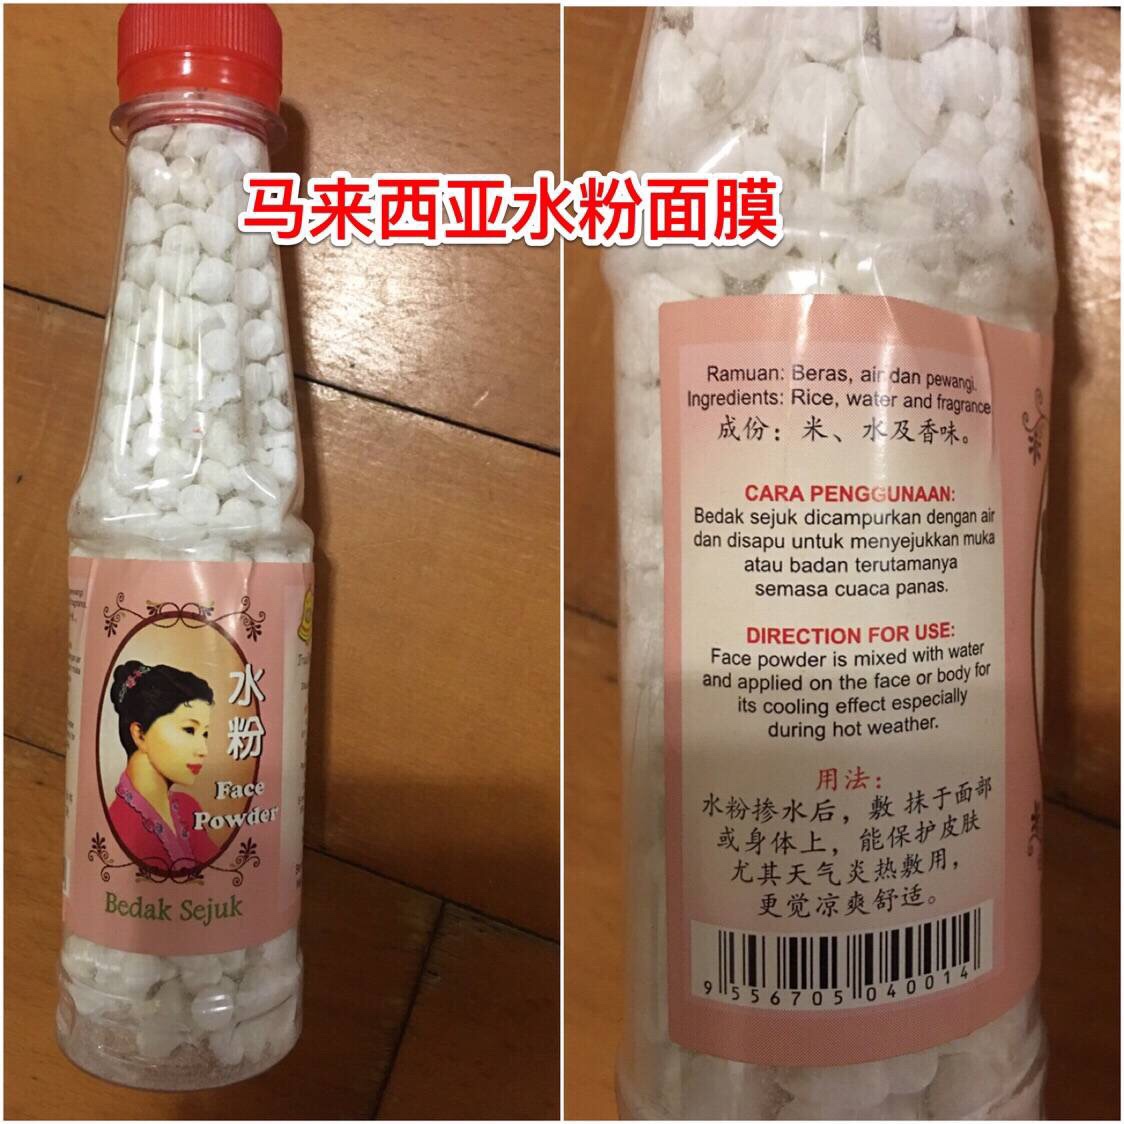 马来西亚水粉面膜
水
粉
Face
Powder
Bedak Sejuk
Ramuan: Beras, air dan pewangi.
Ingredients: Rice, water and fragrance
成份：米、水及香味。
CARA PENGGUNAAN:
Bedak sejuk dicampurkan dengan air
dan disapu untuk menyejukkan muka
atau badan terutamanya
semasa cuaca panas.
DIRECTION FOR USE:
Face powder is mixed with water
and applied on the face or body for
its cooling effect especially
during hot weather.
用法：
水粉掺水后，敷 抹于面部
或身体上，能保护皮肤
尤其天气炎热敷用，
更觉凉爽舒适。
9 556705 040014